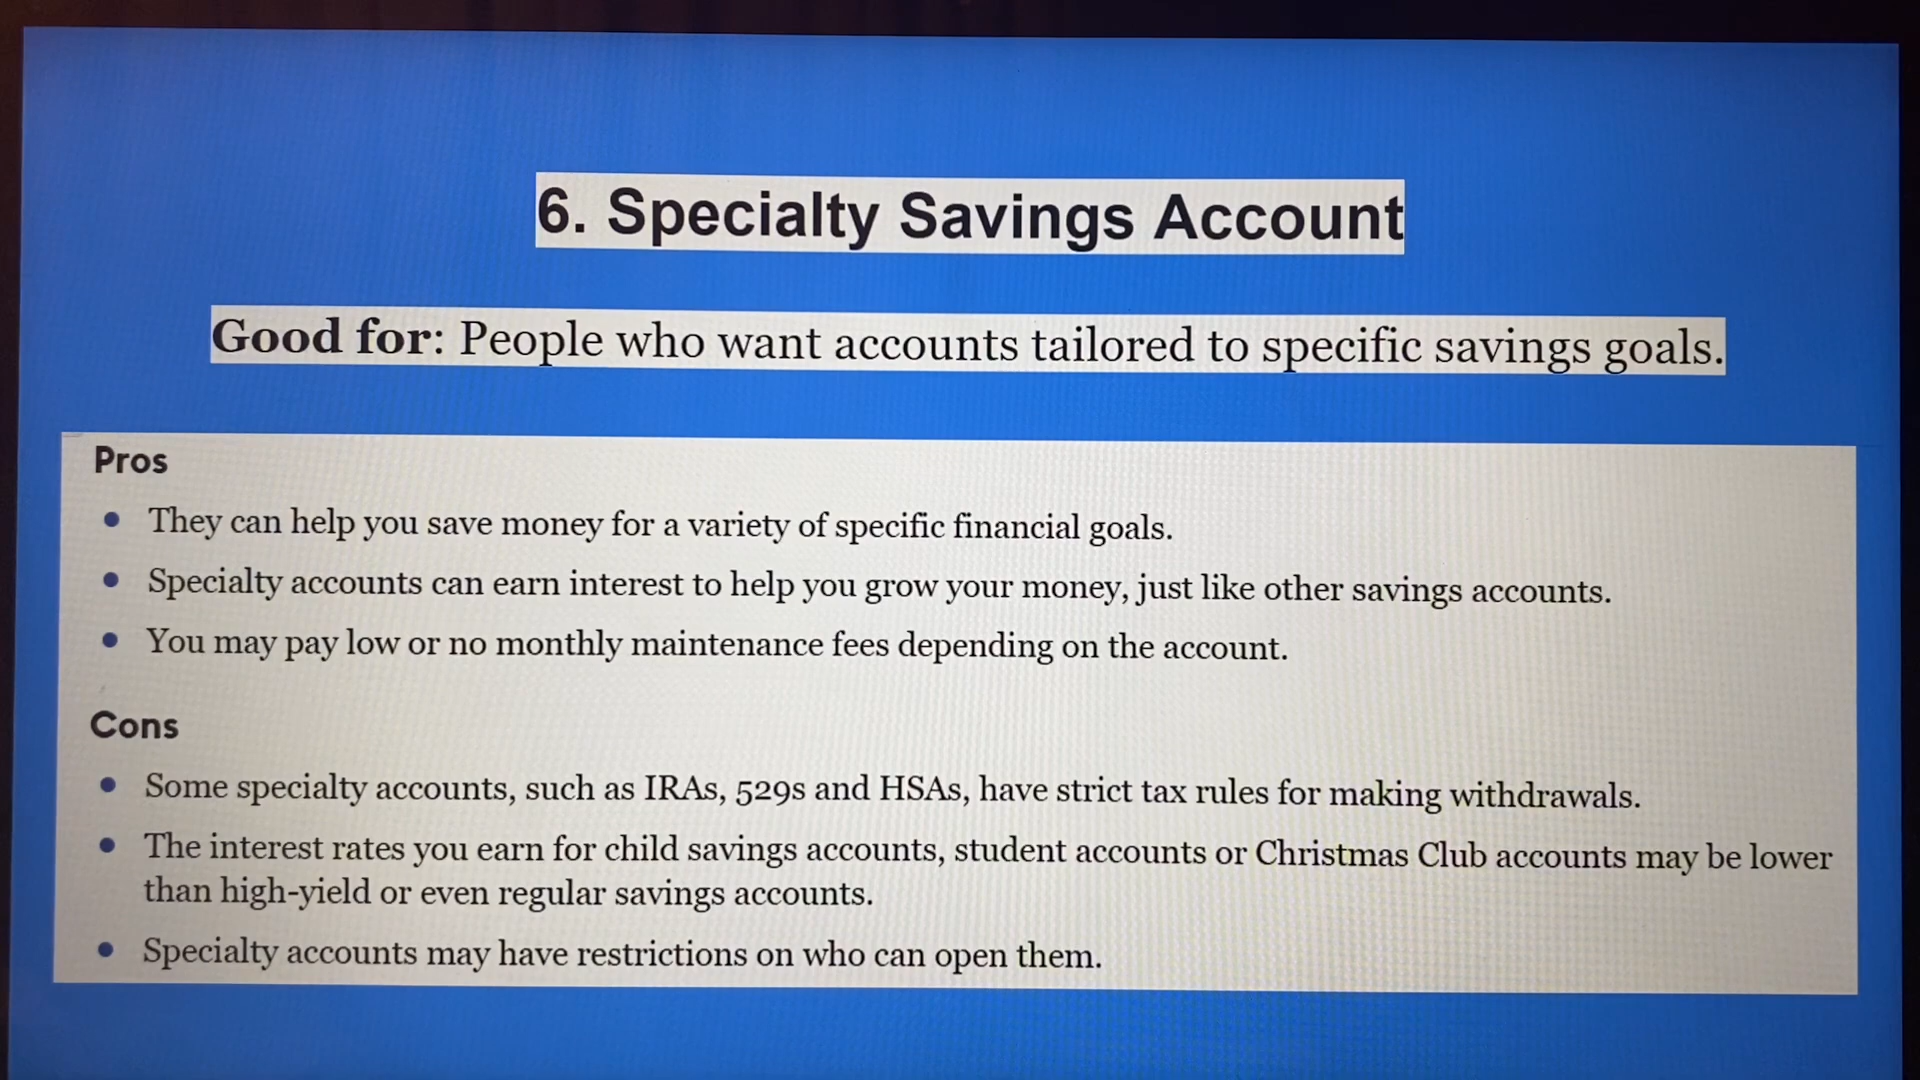 6. Specialty Savings Account
Good for: People who want accounts tailored to specific savings goals.
Pros
• They can help you save money for a variety of specific financial goals.
• Specialty accounts can earn interest to help you grow your money, just like other savings accounts.
• You may pay low or no monthly maintenance fees depending on the account.
Cons
• Some specialty accounts, such as IRAs, 529s and HSAs, have strict tax rules for making withdrawals.
• The interest rates you earn for child savings accounts, student accounts or Christmas Club accounts may be lower
than high-yield or even regular savings accounts.
• Specialty accounts may have restrictions on who can open them.